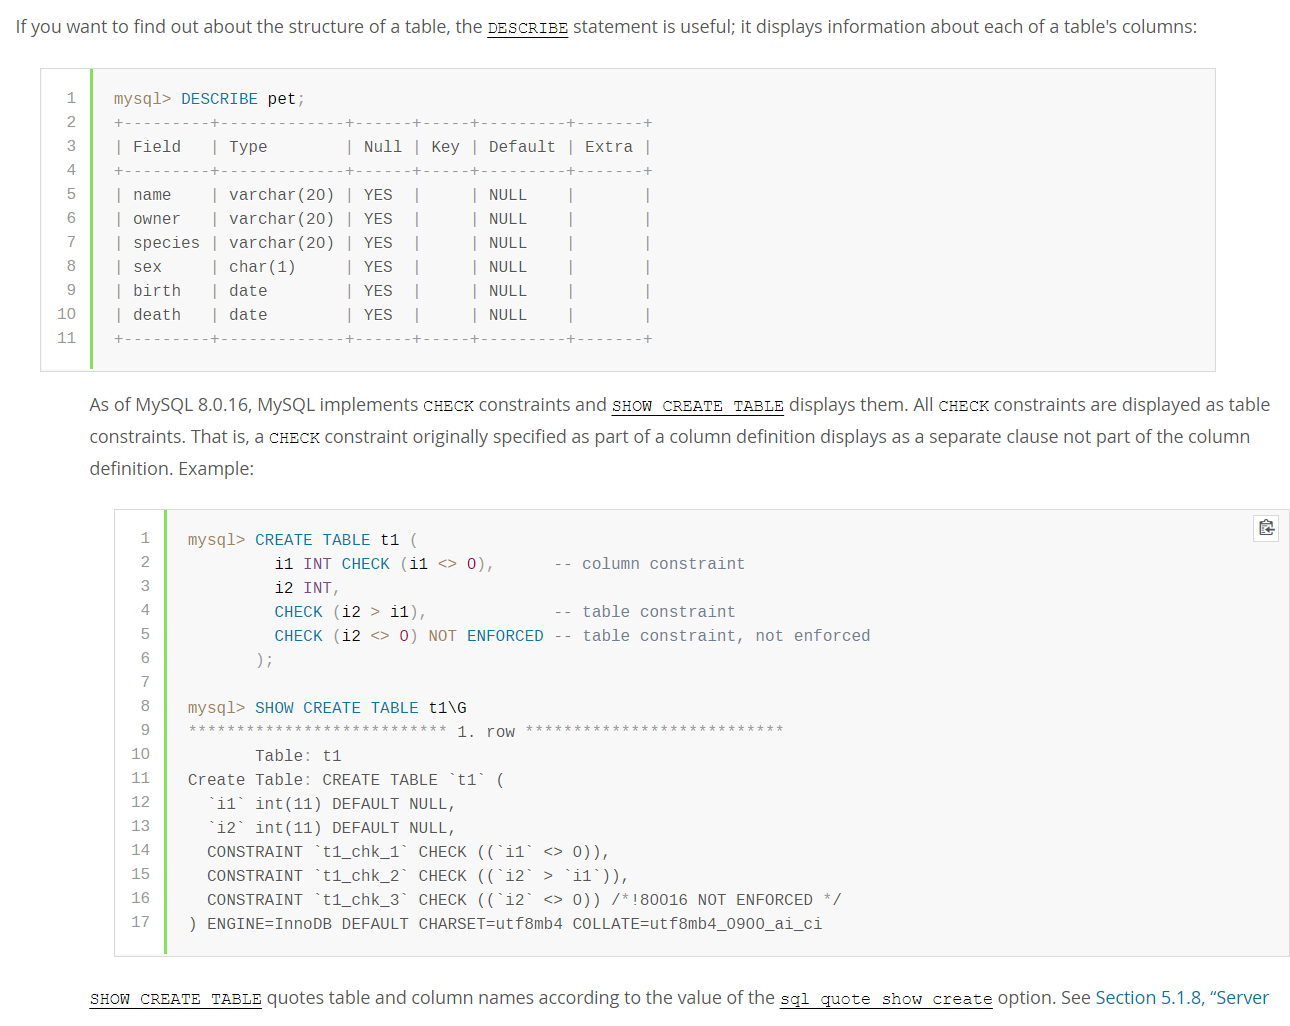 If you want to find out about the structure of a table, the DESCRIBE statement is useful; it displays information about each of a table's columns:
1 mysql> DESCRIBE pet;
2 +---------+-------------+------+-----+---------+-------+
3 | Field   | Type        | Null | Key | Default | Extra |
4 +---------+-------------+------+-----+---------+-------+
5 | name    | varchar(20) | YES  |     | NULL    |       |
6 | owner   | varchar(20) | YES  |     | NULL    |       |
7 | species | varchar(20) | YES  |     | NULL    |       |
8 | sex     | char(1)     | YES  |     | NULL    |       |
9 | birth   | date        | YES  |     | NULL    |       |
10 | death   | date        | YES  |     | NULL    |       |
11 +---------+-------------+------+-----+---------+-------+
As of MySQL 8.0.16, MySQL implements CHECK constraints and SHOW CREATE TABLE displays them. All CHECK constraints are displayed as table
constraints. That is, a CHECK constraint originally specified as part of a column definition displays as a separate clause not part of the column
definition. Example:
1 mysql> CREATE TABLE t1 (
2          i1 INT CHECK (i1 <> 0),      -- column constraint
3          i2 INT,
4          CHECK (i2 > i1),             -- table constraint
5          CHECK (i2 <> 0) NOT ENFORCED -- table constraint, not enforced
6        );
7
8 mysql> SHOW CREATE TABLE t1\G
9 *************************** 1. row ***************************
10        Table: t1
11 Create Table: CREATE TABLE `t1` (
12   `i1` int(11) DEFAULT NULL,
13   `i2` int(11) DEFAULT NULL,
14   CONSTRAINT `t1_chk_1` CHECK ((`i1` <> 0)),
15   CONSTRAINT `t1_chk_2` CHECK ((`i2` > `i1`)),
16   CONSTRAINT `t1_chk_3` CHECK ((`i2` <> 0)) /*!80016 NOT ENFORCED */
17 ) ENGINE=InnoDB DEFAULT CHARSET=utf8mb4 COLLATE=utf8mb4_0900_ai_ci
SHOW CREATE TABLE quotes table and column names according to the value of the sql_quote_show_create option. See Section 5.1.8, “Server